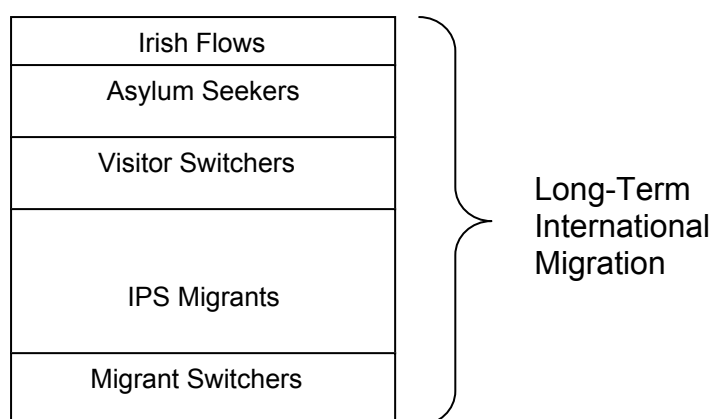 Irish Flows
Asylum Seekers
Visitor Switchers
IPS Migrants
Migrant Switchers
Long-Term
International
Migration